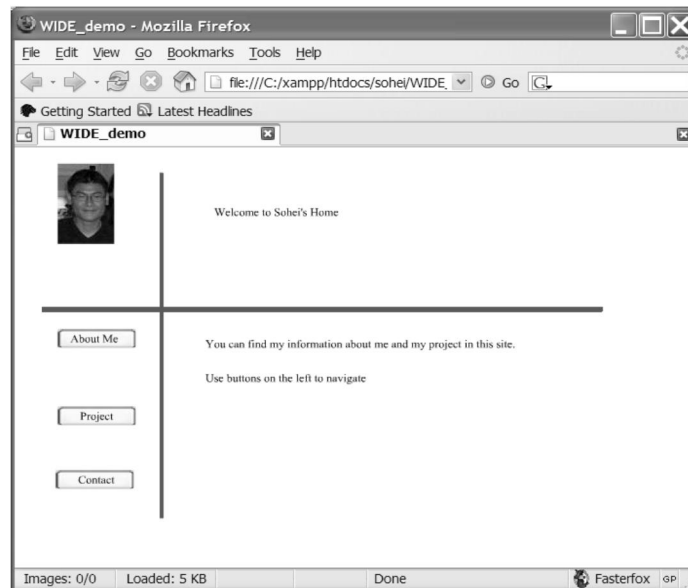 WIDE_demo - Mozilla Firefox
File Edit View Go Bookmarks Tools Help
file:///C:/xampp/htdocs/sohei/WIDE_ Go G
Getting Started Latest Headlines
WIDE_demo
Welcome to Sohei's Home
About Me
You can find my information about me and my project in this site.
Use buttons on the left to navigate
Project
Contact
Images: 0/0 Loaded: 5 KB Done Fasterfox GP